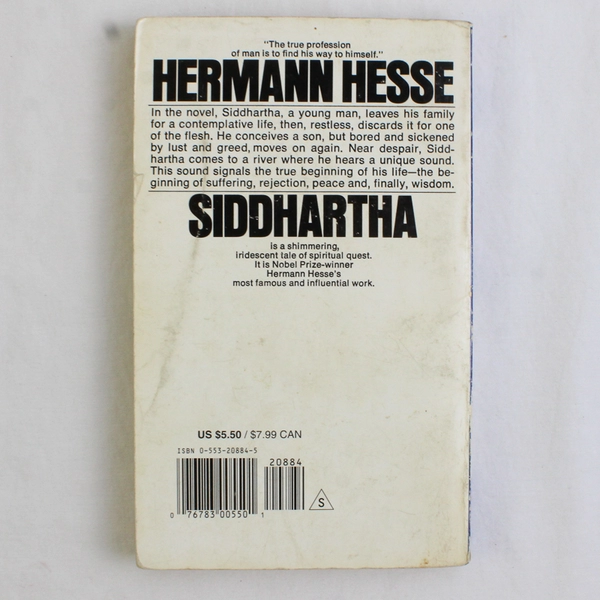 "The true profession
of man is to find his way to himself."
HERMANN HESSE
In the novel, Siddhartha, a young man, leaves his family
for a contemplative life, then, restless, discards it for one
of the flesh. He conceives a son, but bored and sickened
by lust and greed, moves on again. Near despair, Sidd-
hartha comes to a river where he hears a unique sound.
This sound signals the true beginning of his life—the be-
ginning of suffering, rejection, peace and, finally, wisdom.
SIDDHARTHA
is a shimmering,
iridescent tale of spiritual quest.
It is Nobel Prize-winner
Hermann Hesse's
most famous and influential work.
US $5.50 / $7.99 CAN
ISBN 0-553-20884-5
20884
S
0 76783 00550 1